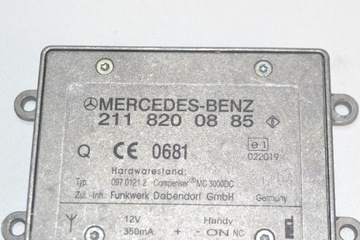 MERCEDES-BENZ
211 820 08 85
Q CE 0681 e1
022019
Hardwarestand:
Typ. 097 0121.2 Compenser MC 5000DC
Zul.-Inh.: Funkwerk Dabendorf GmbH Germany
12V Handy
350mA + - ON NC